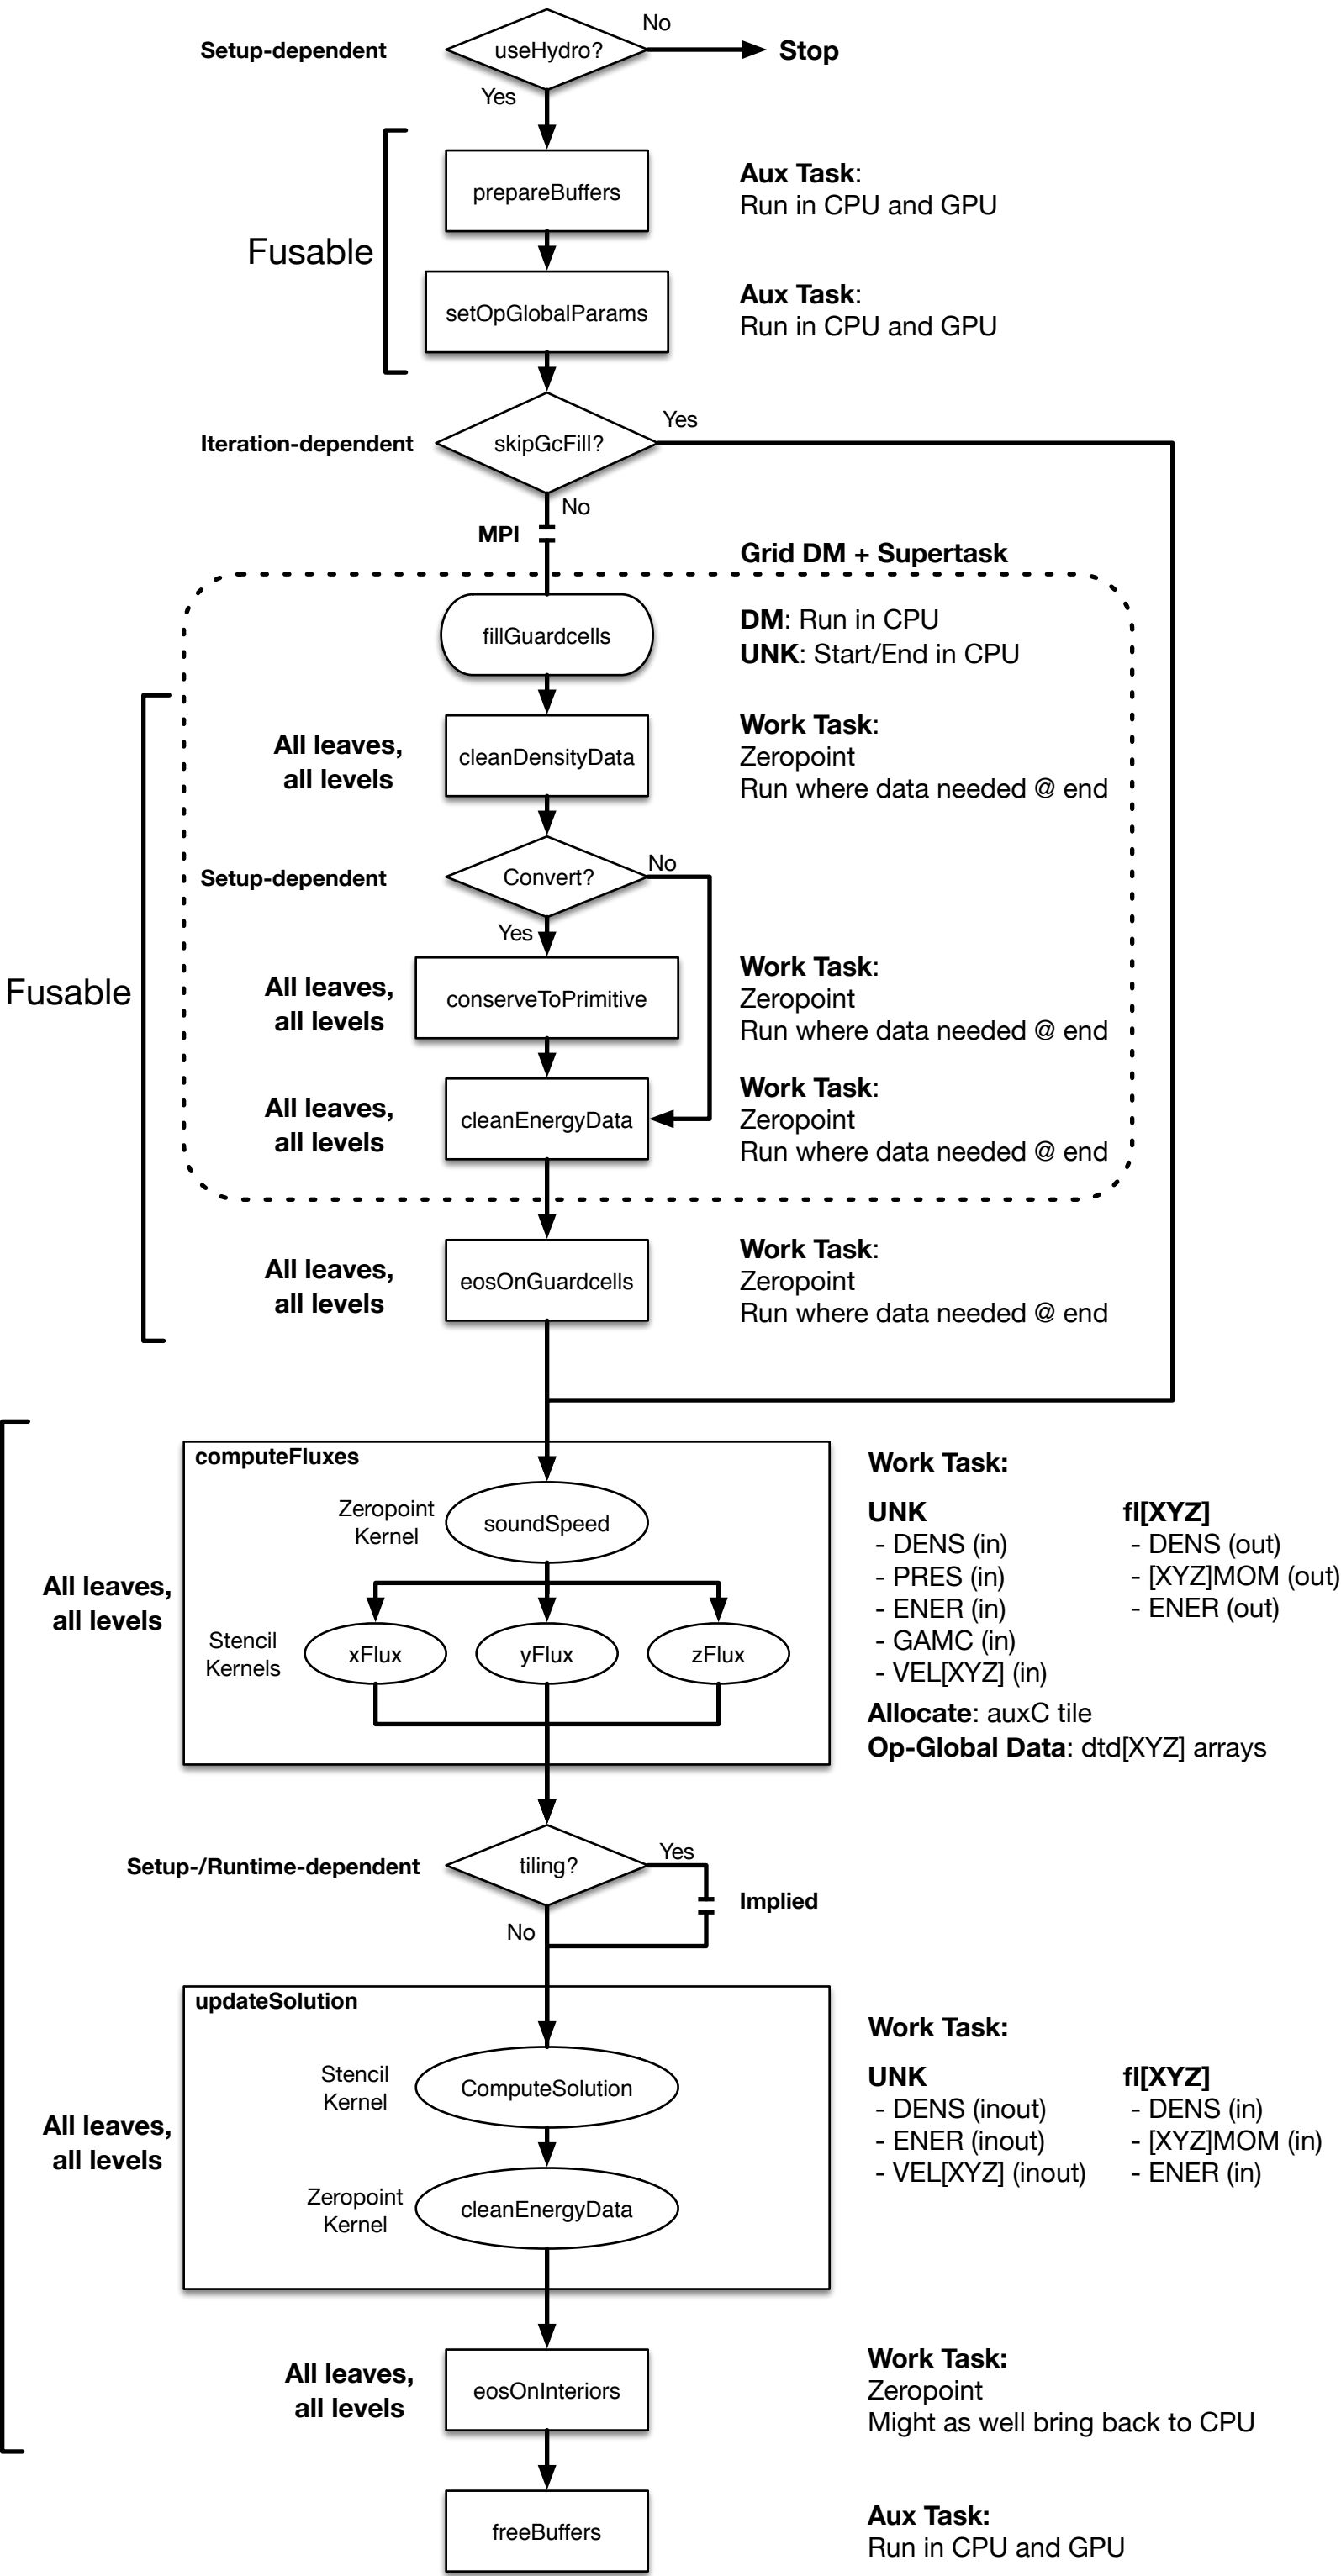 No
Setup-dependent
useHydro?
Stop
Yes
prepareBuffers
Aux Task:
Run in CPU and GPU
Fusable
setOpGlobalParams
Aux Task:
Run in CPU and GPU
Iteration-dependent
skipGcFill?
Yes
No
MPI
Grid DM + Supertask
fillGuardcells
DM: Run in CPU
UNK: Start/End in CPU
All leaves,
all levels
cleanDensityData
Work Task:
Zeropoint
Run where data needed @ end
Setup-dependent
Convert?
No
Yes
Fusable
All leaves,
all levels
conserveToPrimitive
Work Task:
Zeropoint
Run where data needed @ end
All leaves,
all levels
cleanEnergyData
Work Task:
Zeropoint
Run where data needed @ end
All leaves,
all levels
eosOnGuardcells
Work Task:
Zeropoint
Run where data needed @ end
computeFluxes
Zeropoint
Kernel
soundSpeed
All leaves,
all levels
Stencil
Kernels
xFlux
yFlux
zFlux
Work Task:
UNK
- DENS (in)
- PRES (in)
- ENER (in)
- GAMC (in)
- VEL[XYZ] (in)
fl[XYZ]
- DENS (out)
- [XYZ]MOM (out)
- ENER (out)
Allocate: auxC tile
Op-Global Data: dtd[XYZ] arrays
Setup-/Runtime-dependent
tiling?
Yes
Implied
No
updateSolution
Stencil
Kernel
ComputeSolution
All leaves,
all levels
Zeropoint
Kernel
cleanEnergyData
Work Task:
UNK
- DENS (inout)
- ENER (inout)
- VEL[XYZ] (inout)
fl[XYZ]
- DENS (in)
- [XYZ]MOM (in)
- ENER (in)
All leaves,
all levels
eosOnInteriors
Work Task:
Zeropoint
Might as well bring back to CPU
freeBuffers
Aux Task:
Run in CPU and GPU